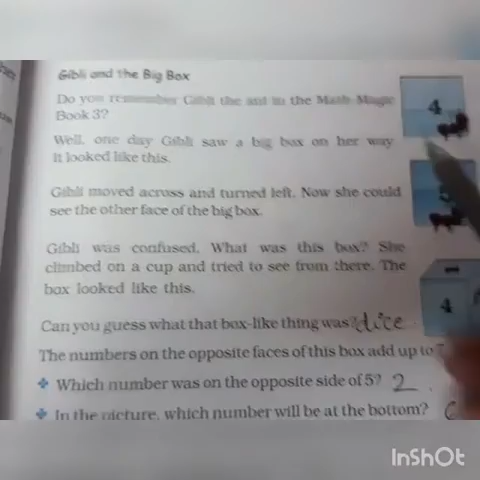 Gibli and the Big Box
Do you remember Gibli the ant in the Math Magic
4
Book 3?
Well, one day Gibli saw a big box on her way
it looked like this.
Gibli moved across and turned left. Now she could
see the other face of the big box.
Gibli was confused. What was this box? She
climbed on a cup and tried to see from there. The
box looked like this.
4
Can you guess what that box-like thing was? dice
The numbers on the opposite faces of this box add up to 7.
❖ Which number was on the opposite side of 5? 2
❖ In the picture, which number will be at the bottom?
InShOt